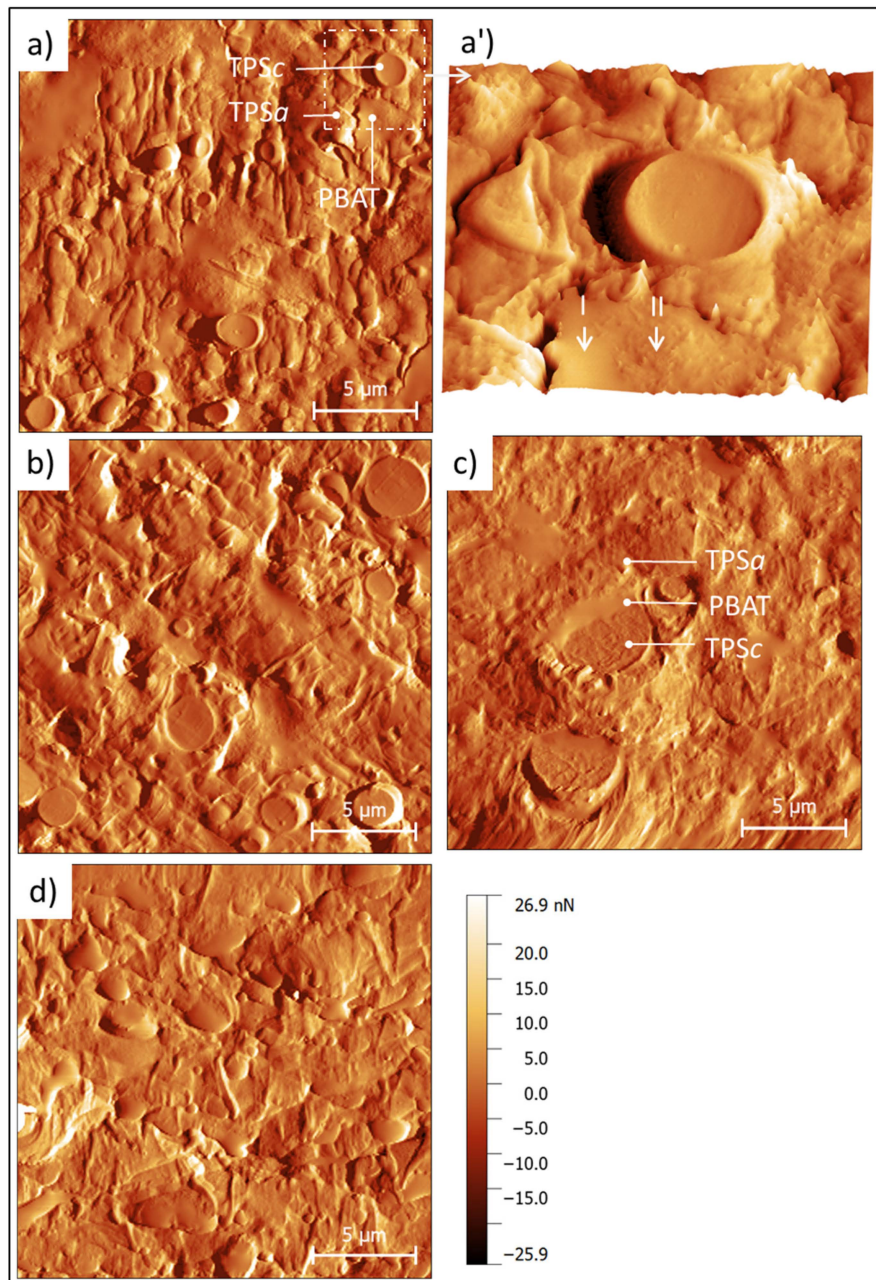 a)
TPSc
TPSa
PBAT
5 µm
a')
I
II
b)
5 µm
c)
TPSa
PBAT
TPSc
5 µm
d)
5 µm
26.9 nN
20.0
15.0
10.0
5.0
0.0
−5.0
−10.0
−15.0
−25.9